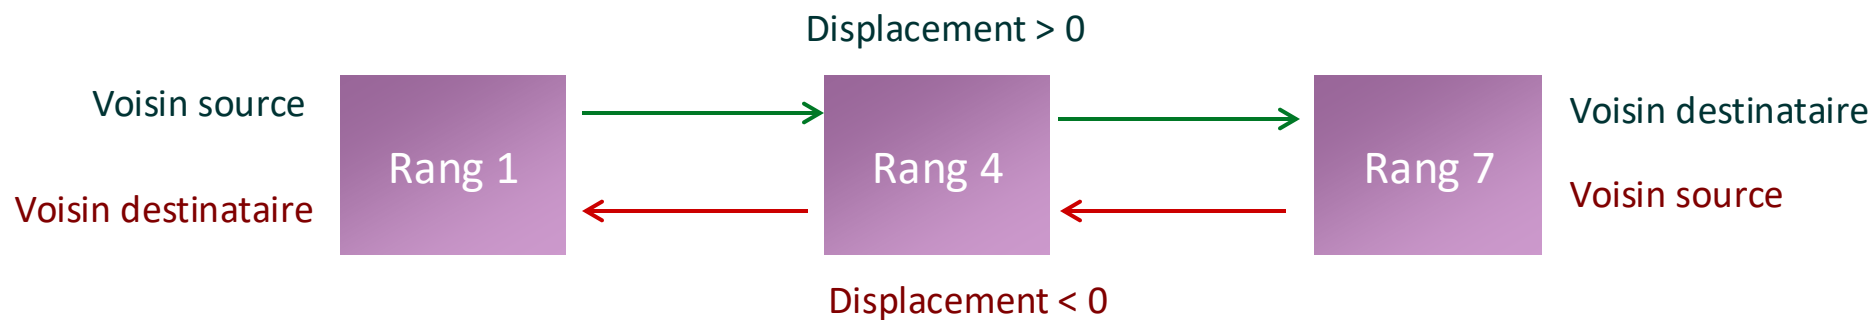 Displacement > 0
Voisin source
Voisin destinataire
Rang 1
Rang 4
Rang 7
Voisin destinataire
Voisin source
Displacement < 0